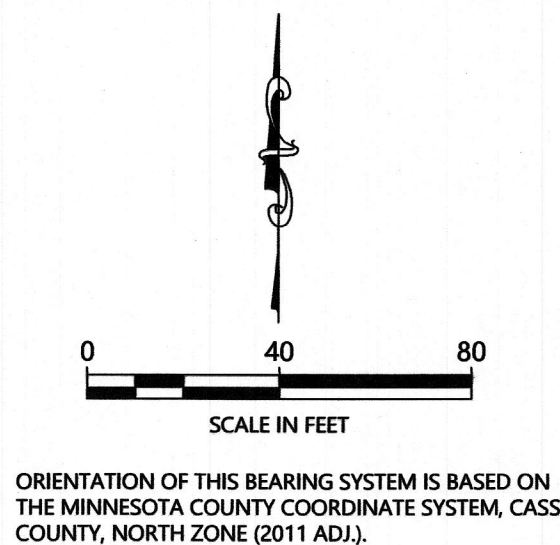 0 40 80
SCALE IN FEET
ORIENTATION OF THIS BEARING SYSTEM IS BASED ON
THE MINNESOTA COUNTY COORDINATE SYSTEM, CASS
COUNTY, NORTH ZONE (2011 ADJ.).